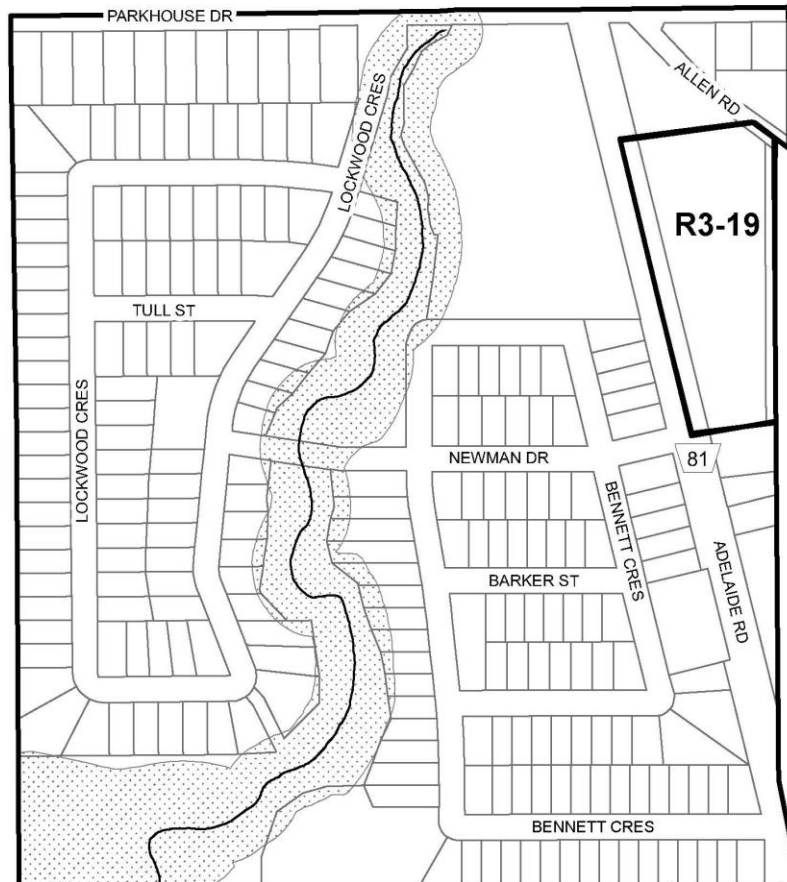 PARKHOUSE DR
ALLEN RD
LOCKWOOD CRES
R3-19
TULL ST
LOCKWOOD CRES
NEWMAN DR
81
BENNETT CRES
ADELAIDE RD
BARKER ST
BENNETT CRES